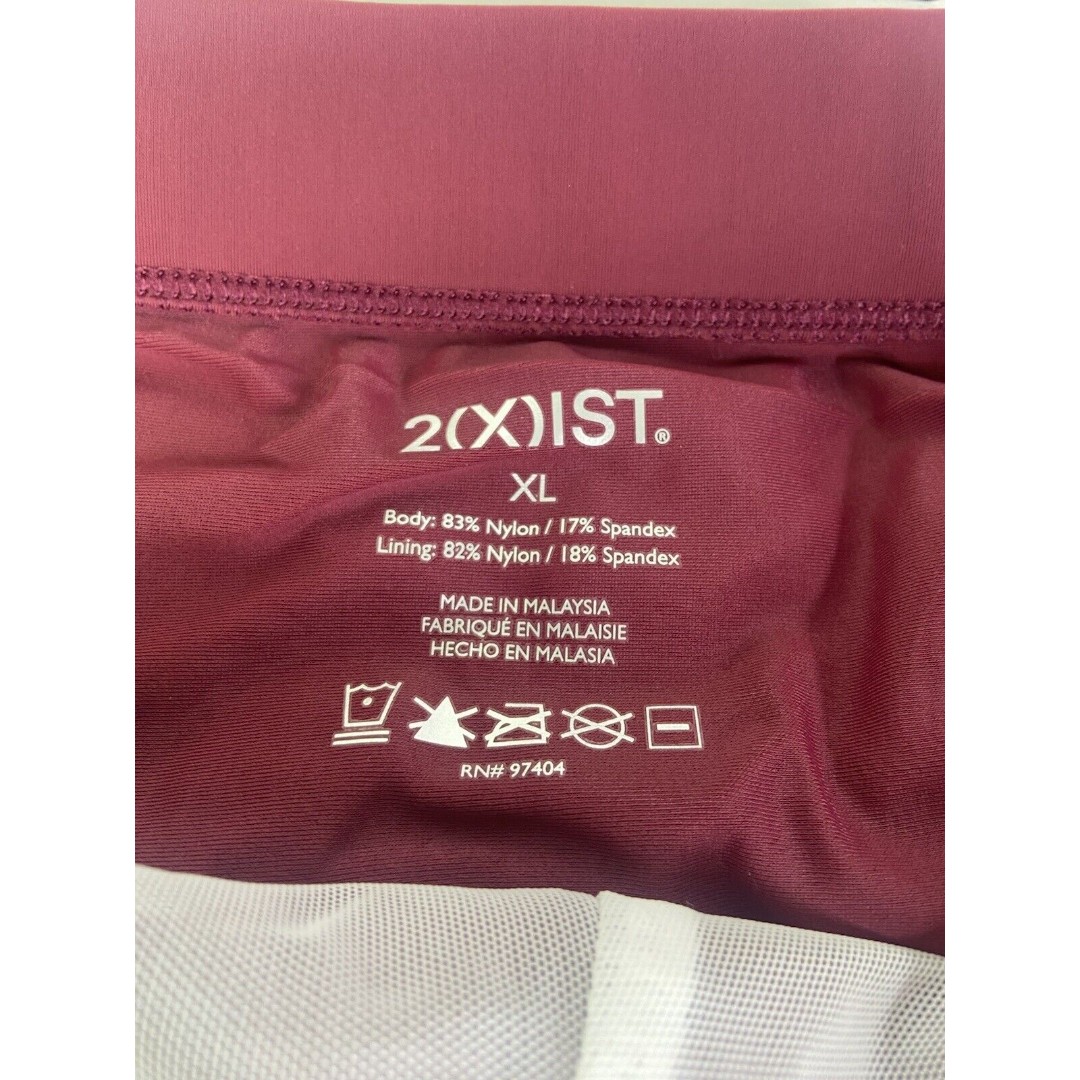 2(X)IST®
XL
Body: 83% Nylon / 17% Spandex
Lining: 82% Nylon / 18% Spandex
MADE IN MALAYSIA
FABRIQUÉ EN MALAISIE
HECHO EN MALASIA
RN# 97404